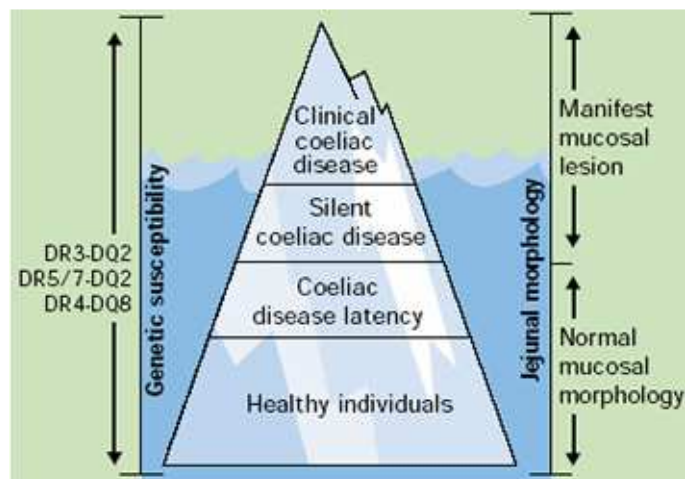 Clinical
coeliac
disease
Silent
coeliac disease
Coeliac
disease latency
Healthy individuals
Genetic susceptibility
DR3-DQ2
DR5/7-DQ2
DR4-DQ8
Jejunal morphology
Manifest
mucosal
lesion
Normal
mucosal
morphology